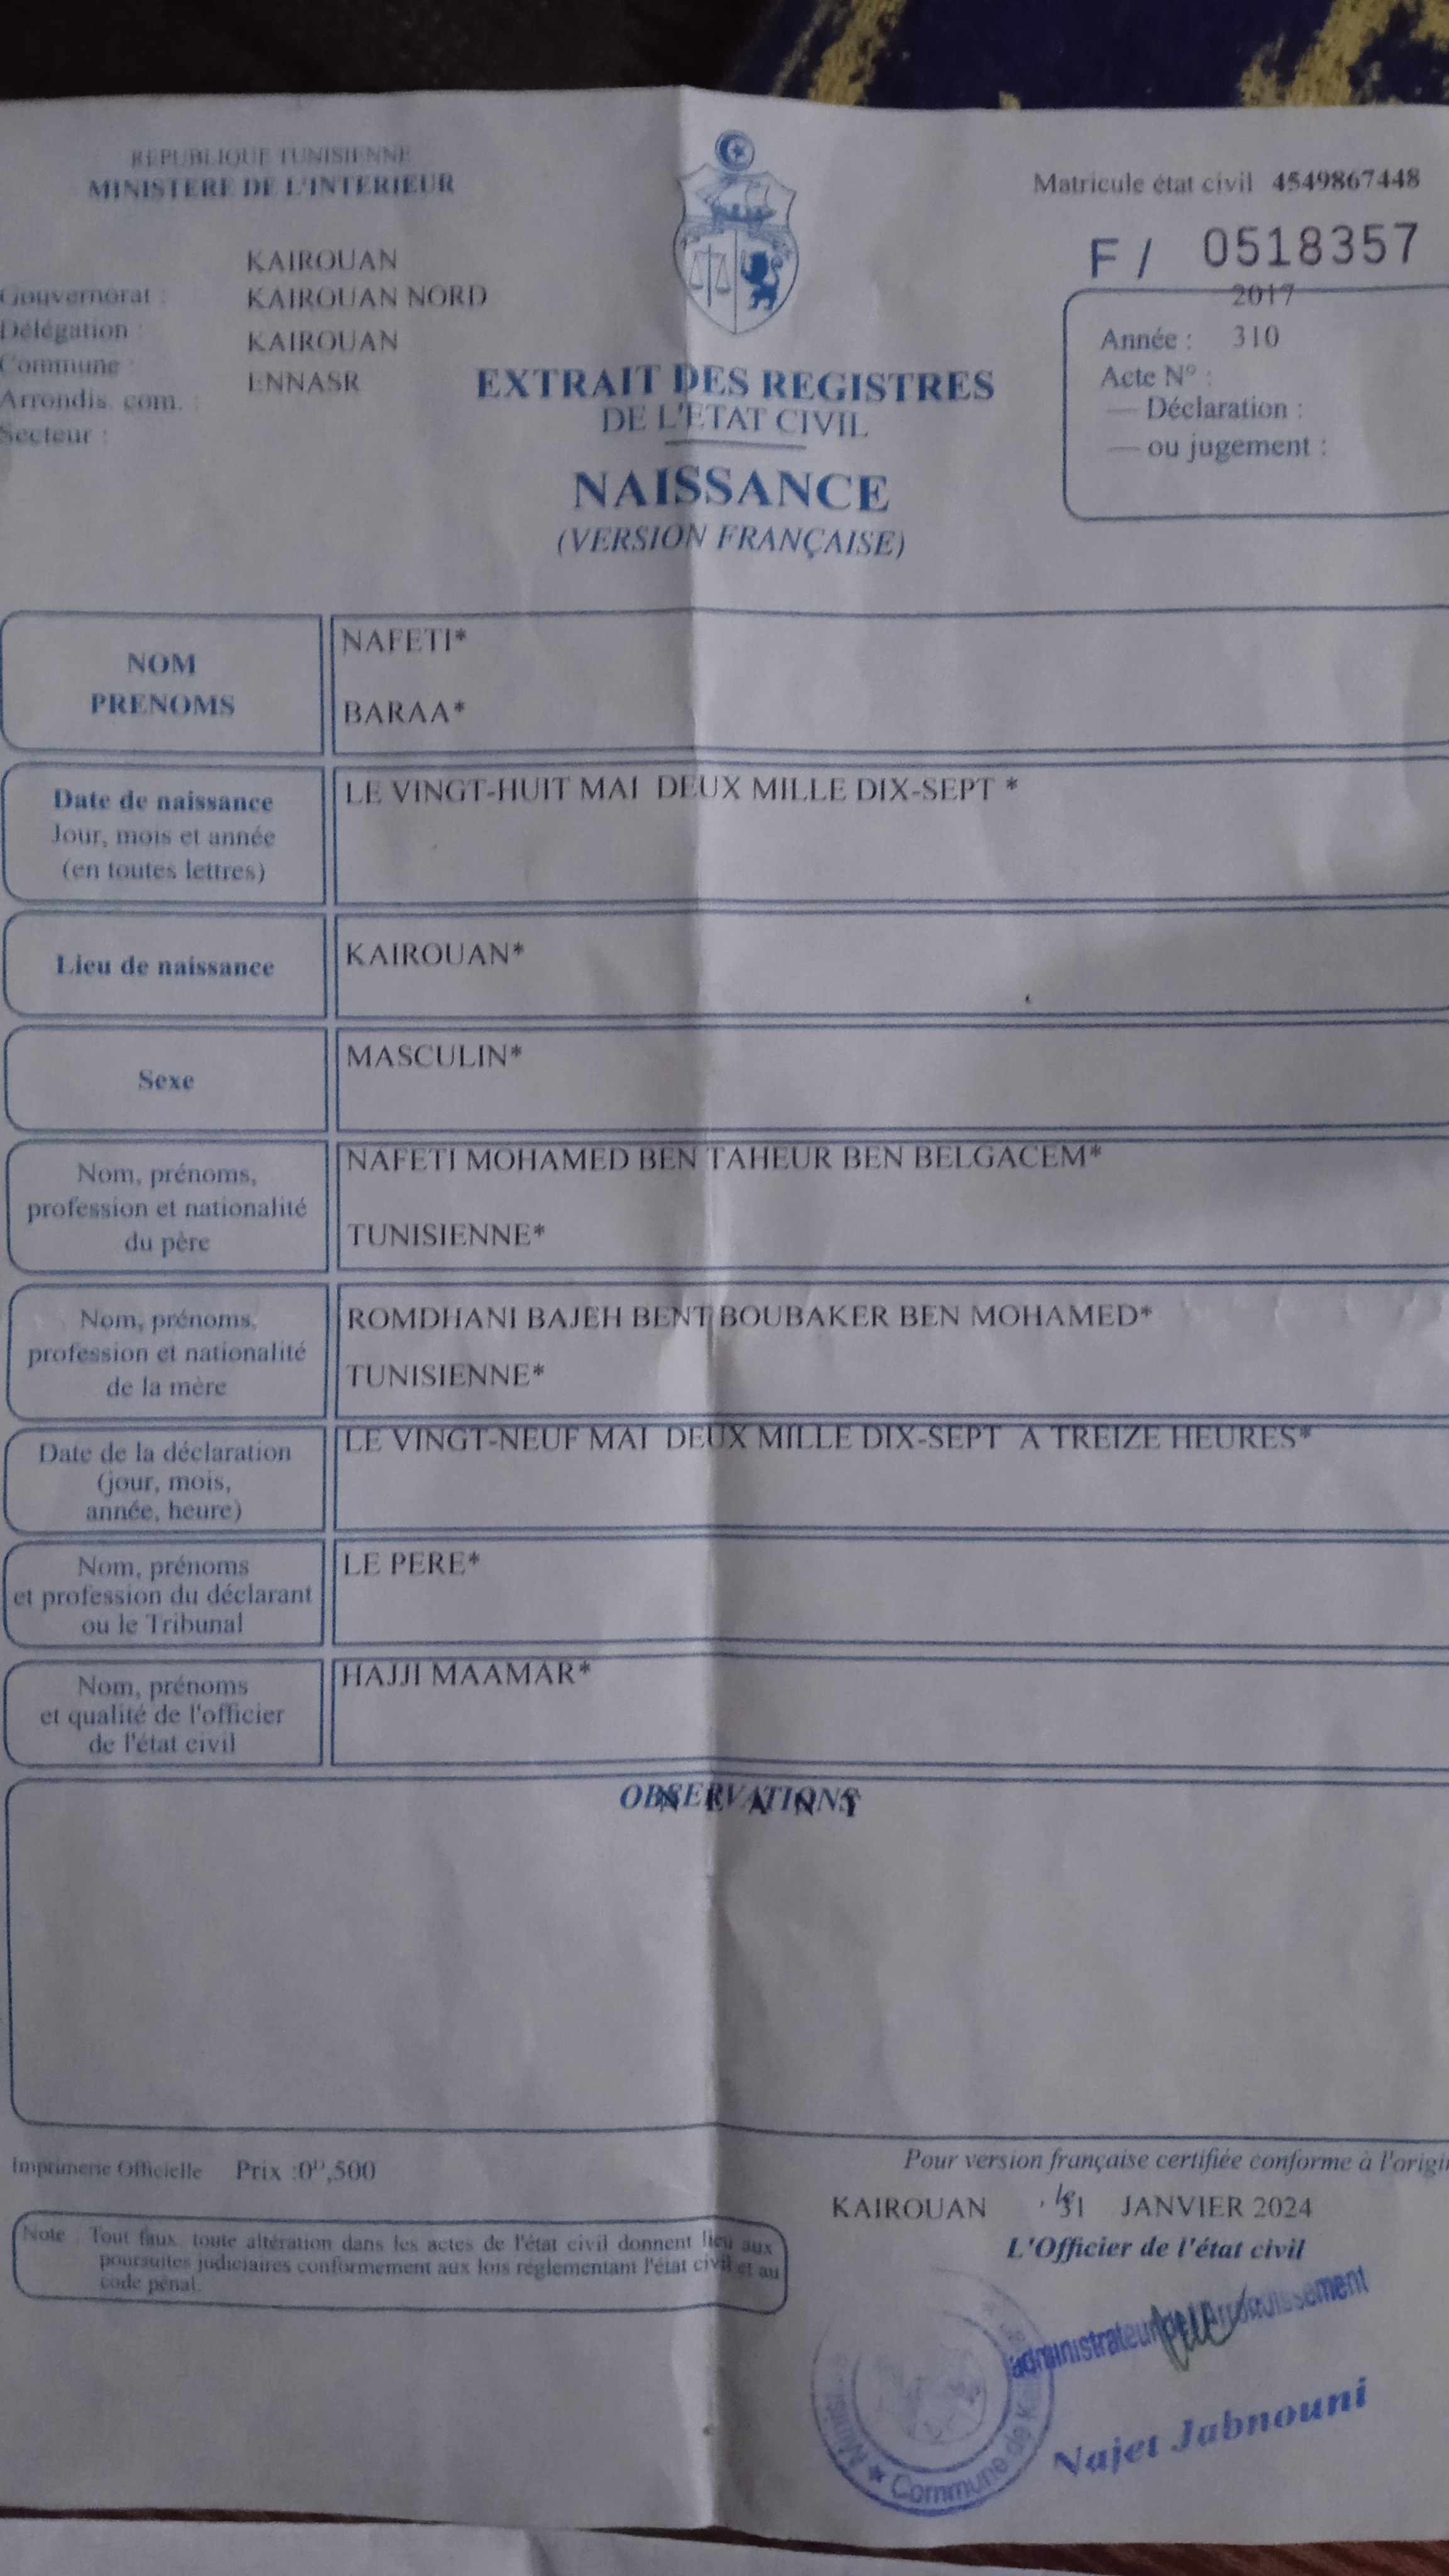 REPUBLIQUE TUNISIENNE
MINISTERE DE L'INTERIEUR
Matricule état civil 4549867448
F / 0518357
KAIROUAN
Gouvernorat : KAIROUAN NORD
Délégation : KAIROUAN
Commune : ENNASR
Arrondis. com. :
Secteur :
2017
Année : 310
Acte N° :
— Déclaration :
— ou jugement :
EXTRAIT DES REGISTRES
DE L'ETAT CIVIL
NAISSANCE
(VERSION FRANÇAISE)
NOM
PRENOMS
NAFETI*
BARAA*
Date de naissance
Jour, mois et année
(en toutes lettres)
LE VINGT-HUIT MAI DEUX MILLE DIX-SEPT *
Lieu de naissance
KAIROUAN*
Sexe
MASCULIN*
Nom, prénoms,
profession et nationalité
du père
NAFETI MOHAMED BEN TAHEUR BEN BELGACEM*
TUNISIENNE*
Nom, prénoms,
profession et nationalité
de la mère
ROMDHANI BAJEH BENT BOUBAKER BEN MOHAMED*
TUNISIENNE*
Date de la déclaration
(jour, mois,
année, heure)
LE VINGT-NEUF MAI DEUX MILLE DIX-SEPT A TREIZE HEURES*
Nom, prénoms
et profession du déclarant
ou le Tribunal
LE PERE*
Nom, prénoms
et qualité de l'officier
de l'état civil
HAJJI MAAMAR*
OBSERVATIONS
N E A N T
Imprimerie Officielle Prix :0ᴰ,500
Pour version française certifiée conforme à l'origin
KAIROUAN , le 31 JANVIER 2024
L'Officier de l'état civil
Note : Tout faux, toute altération dans les actes de l'état civil donnent lieu aux
poursuites judiciaires conformement aux lois réglementant l'état civil et au
code pénal.
administrateur Arrondissement
Najet Jabnouni
Commune de